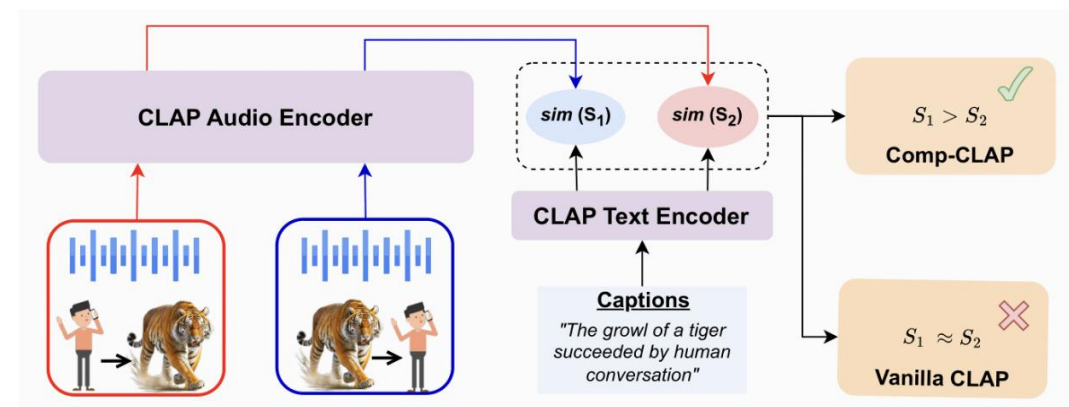 CLAP Audio Encoder
sim (S₁)
sim (S₂)
S₁ > S₂
Comp-CLAP
CLAP Text Encoder
Captions
"The growl of a tiger
succeeded by human
conversation"
S₁ ≈ S₂
Vanilla CLAP